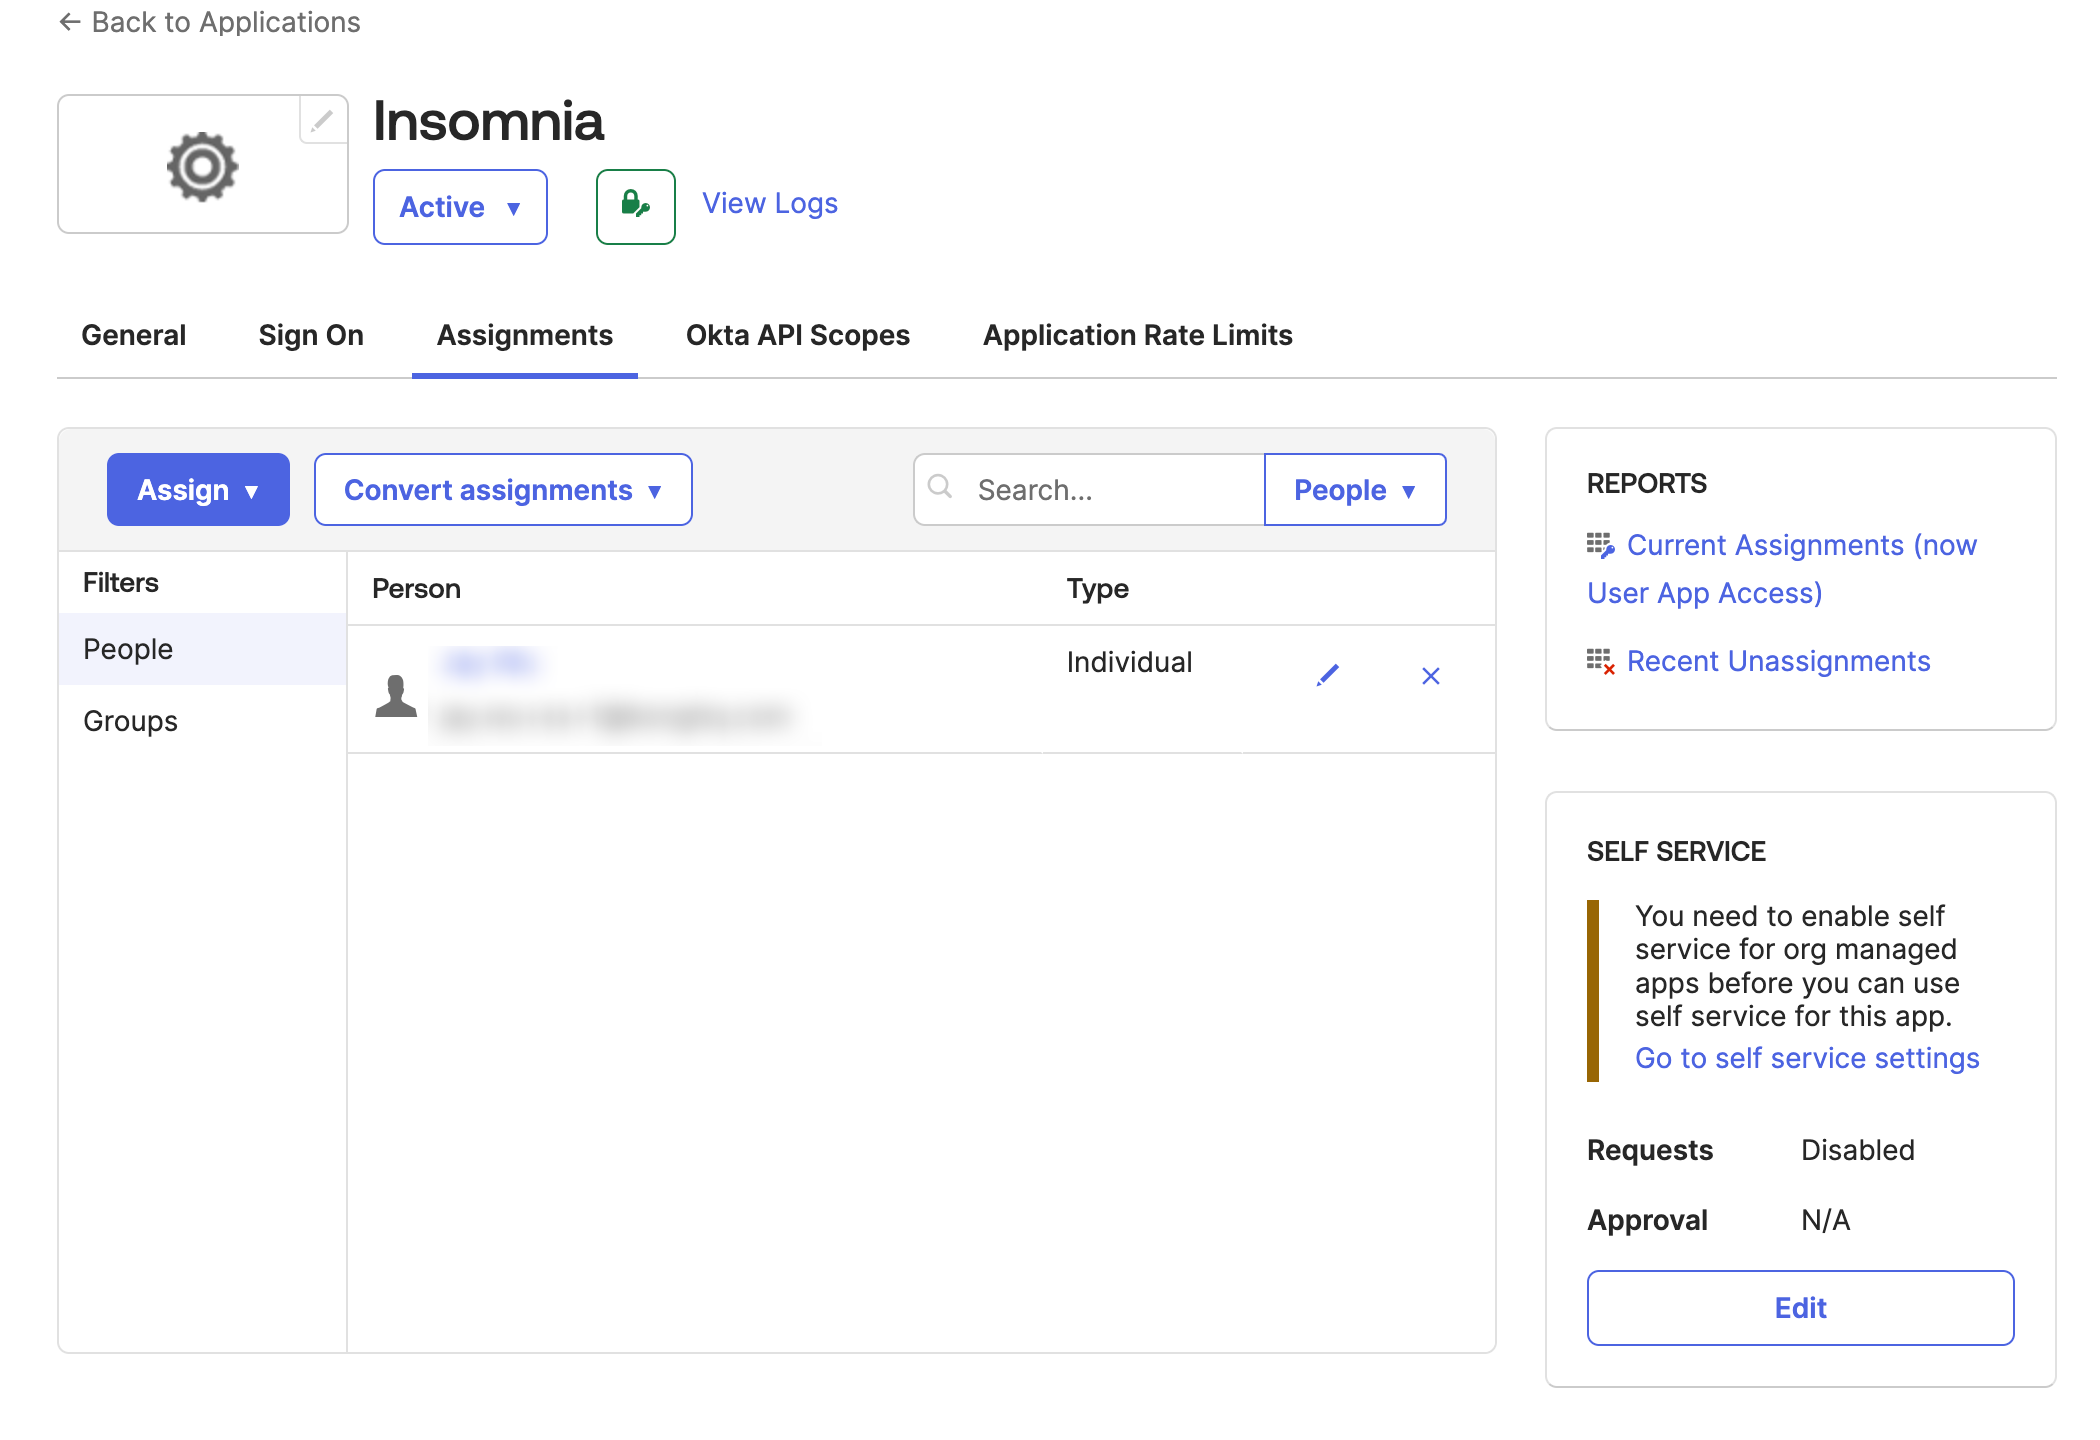 ← Back to Applications
Insomnia
Active ▼
View Logs
General Sign On Assignments Okta API Scopes Application Rate Limits
Assign ▼ Convert assignments ▼ Search... People ▼
Filters
People
Groups
Person Type
Individual
REPORTS
Current Assignments (now
User App Access)
Recent Unassignments
SELF SERVICE
You need to enable self
service for org managed
apps before you can use
self service for this app.
Go to self service settings
Requests Disabled
Approval N/A
Edit